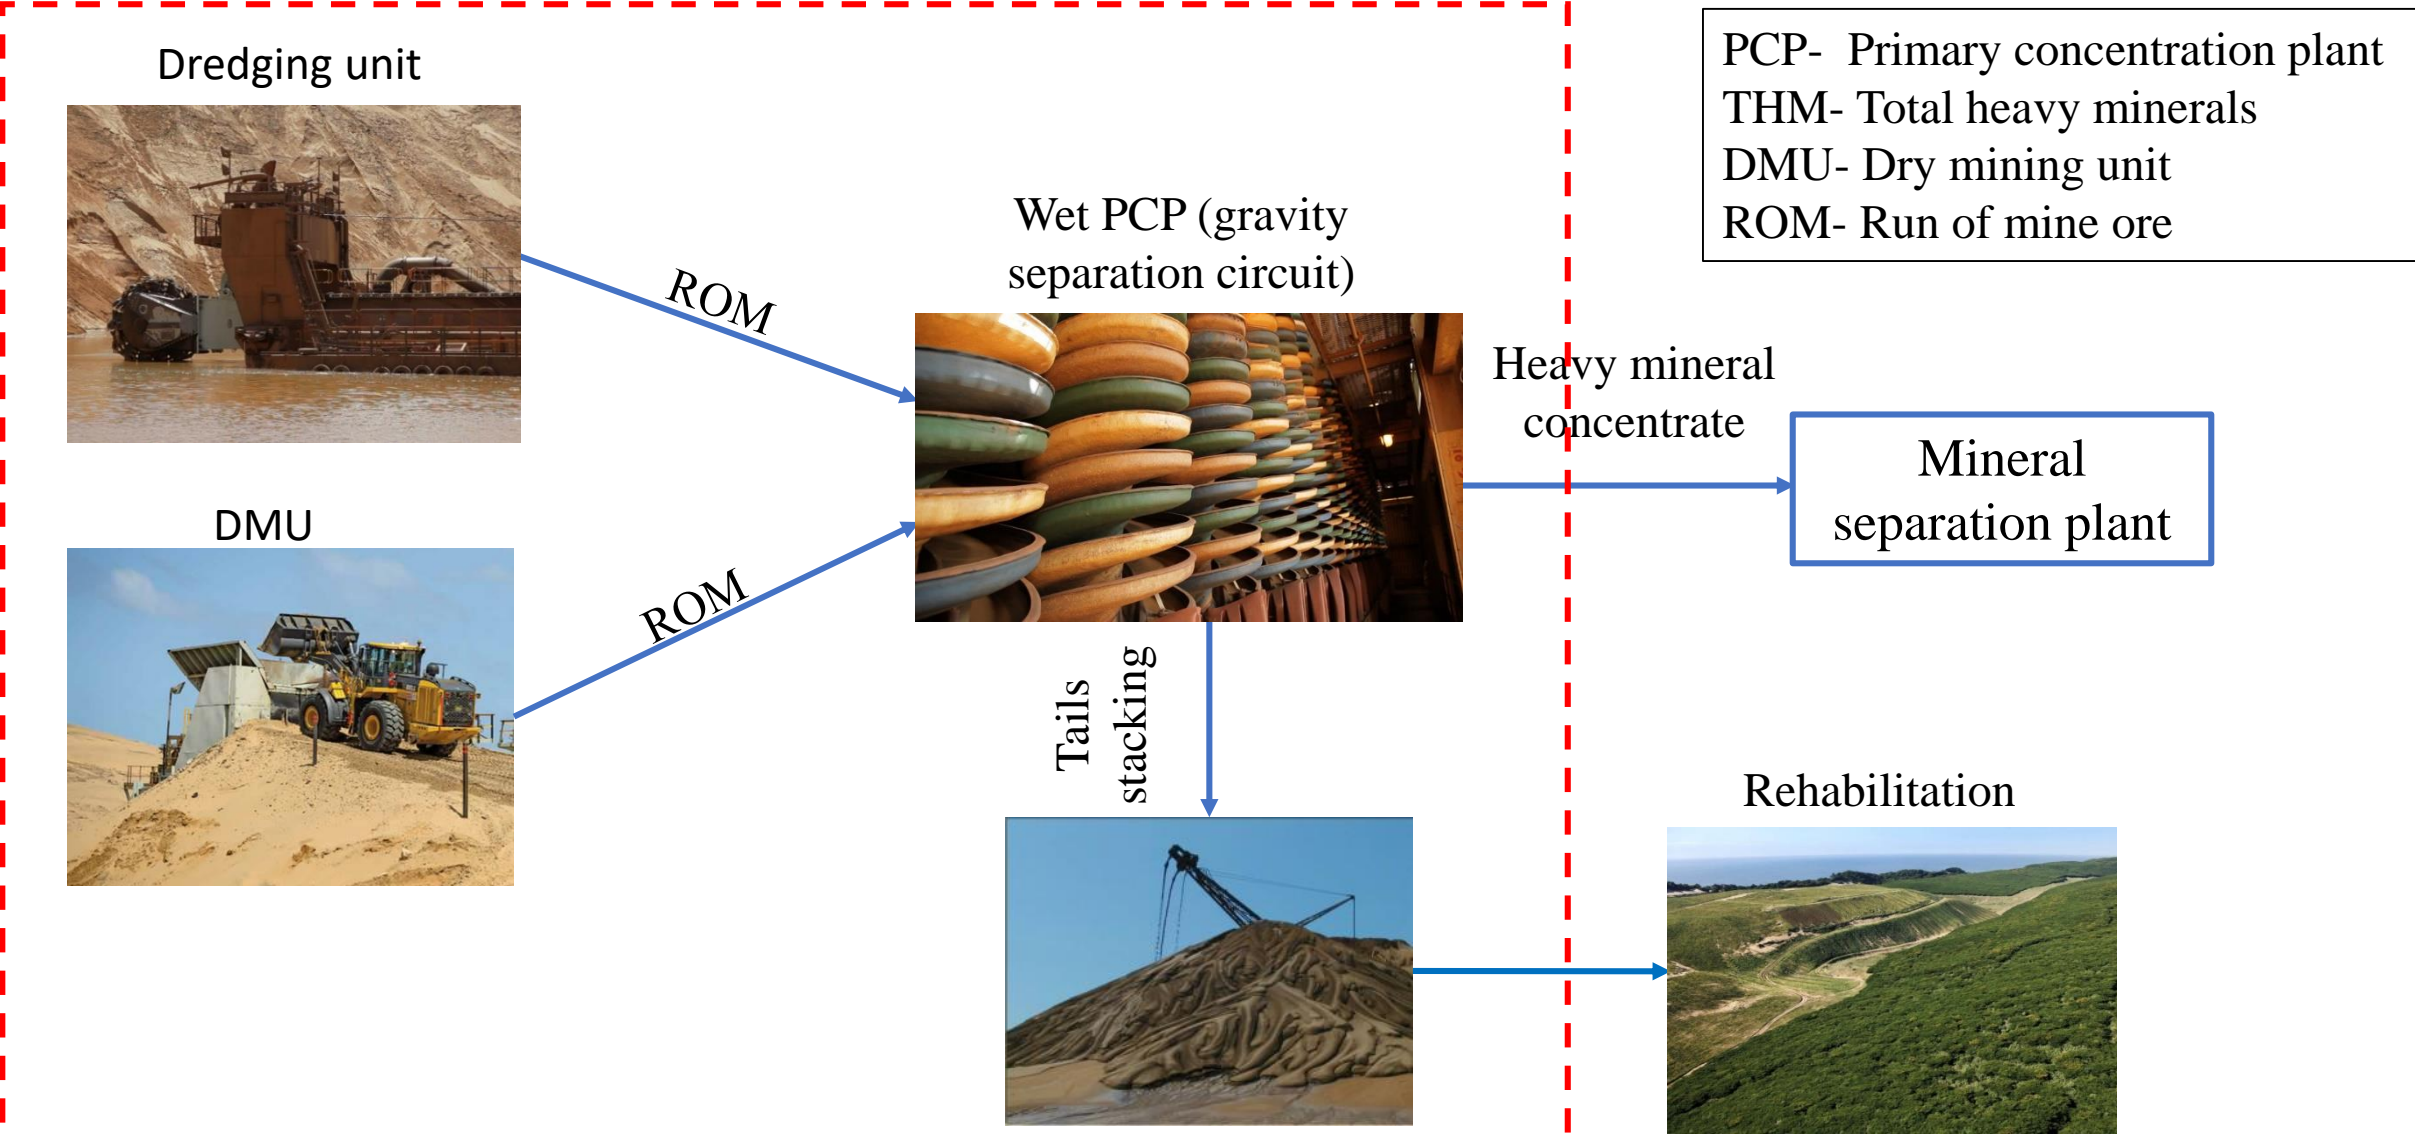 Dredging unit
PCP- Primary concentration plant
THM- Total heavy minerals
DMU- Dry mining unit
ROM- Run of mine ore
Wet PCP (gravity
separation circuit)
ROM
Heavy mineral
concentrate
Mineral
separation plant
DMU
ROM
Tails
stacking
Rehabilitation